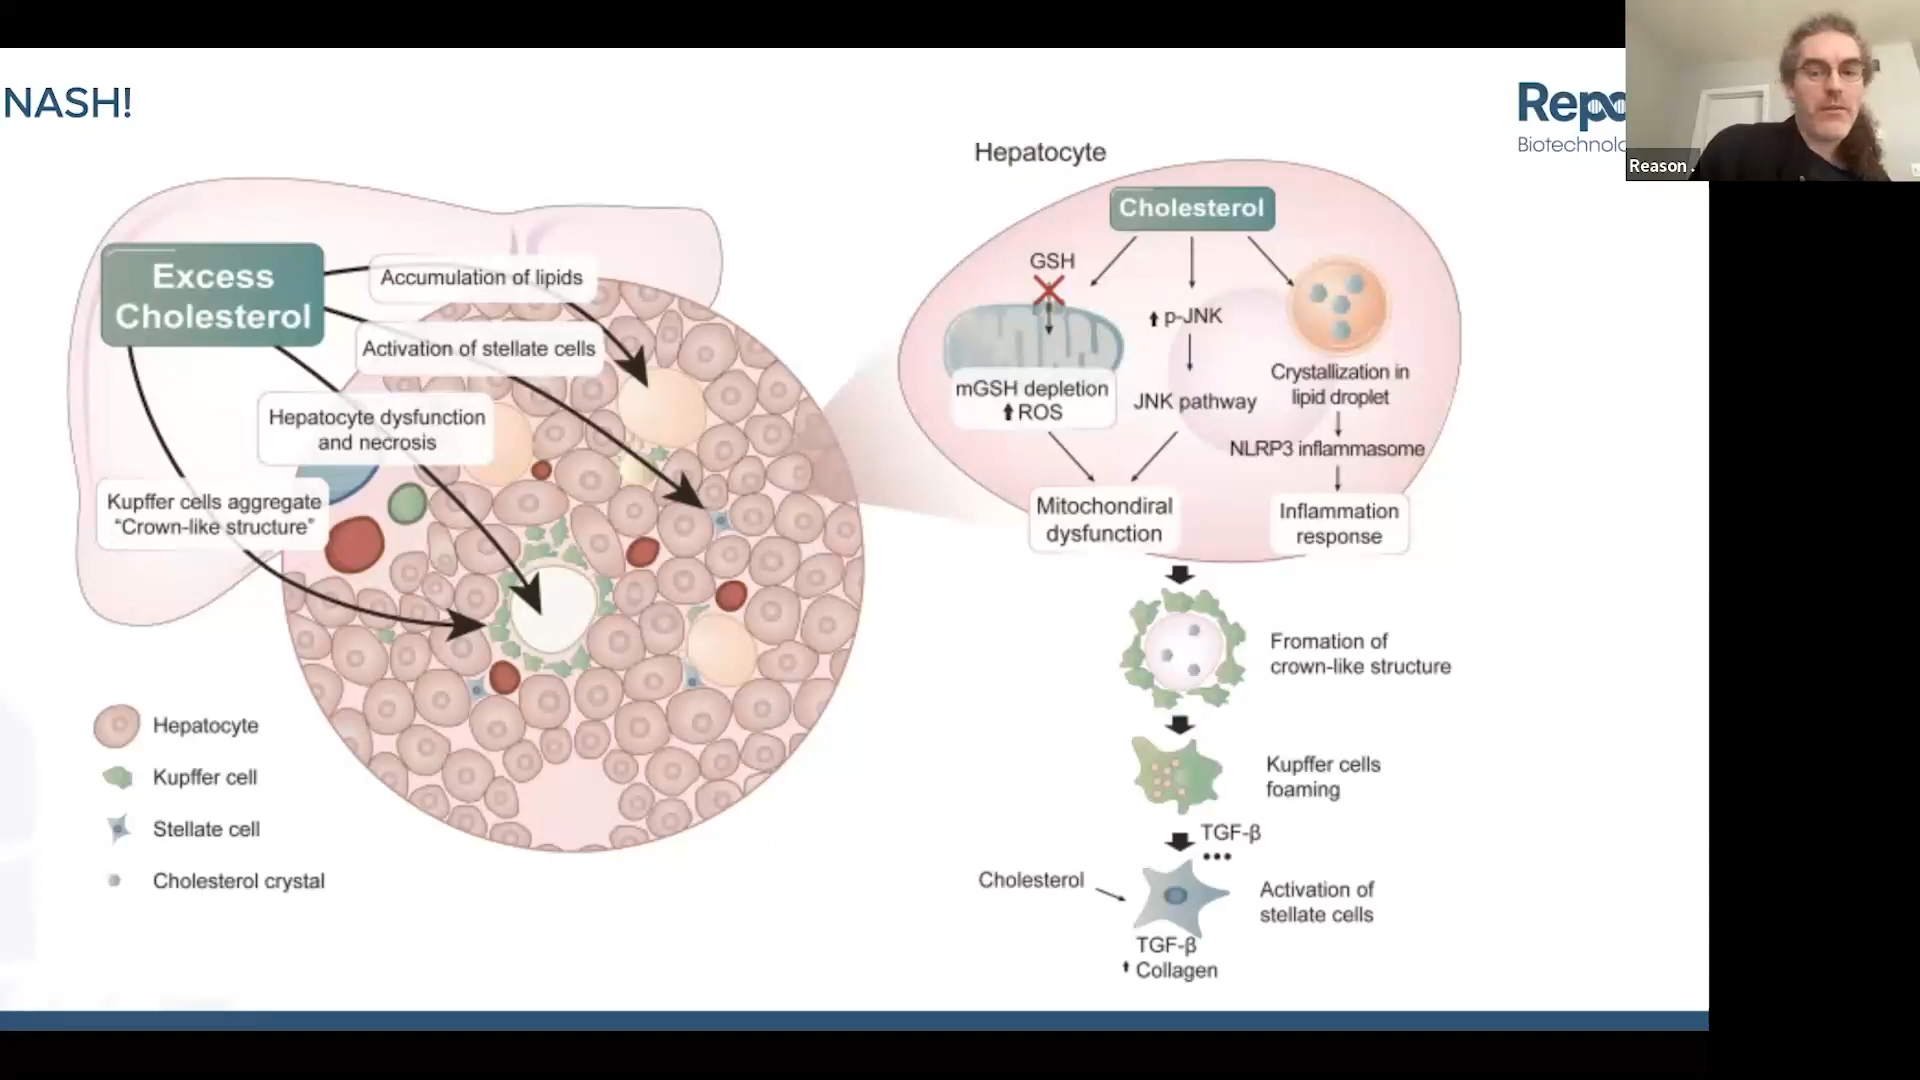 NASH!
Repo
Biotechnolo
Reason .
Excess
Cholesterol
Accumulation of lipids
Activation of stellate cells
Hepatocyte dysfunction
and necrosis
Kupffer cells aggregate
“Crown-like structure”
Hepatocyte
Kupffer cell
Stellate cell
Cholesterol crystal
Hepatocyte
Cholesterol
GSH
mGSH depletion
⬆ROS
⬆ p-JNK
JNK pathway
Crystallization in
lipid droplet
NLRP3 inflammasome
Mitochondiral
dysfunction
Inflammation
response
Fromation of
crown-like structure
Kupffer cells
foaming
TGF-β
•••
Cholesterol
Activation of
stellate cells
TGF-β
⬆ Collagen